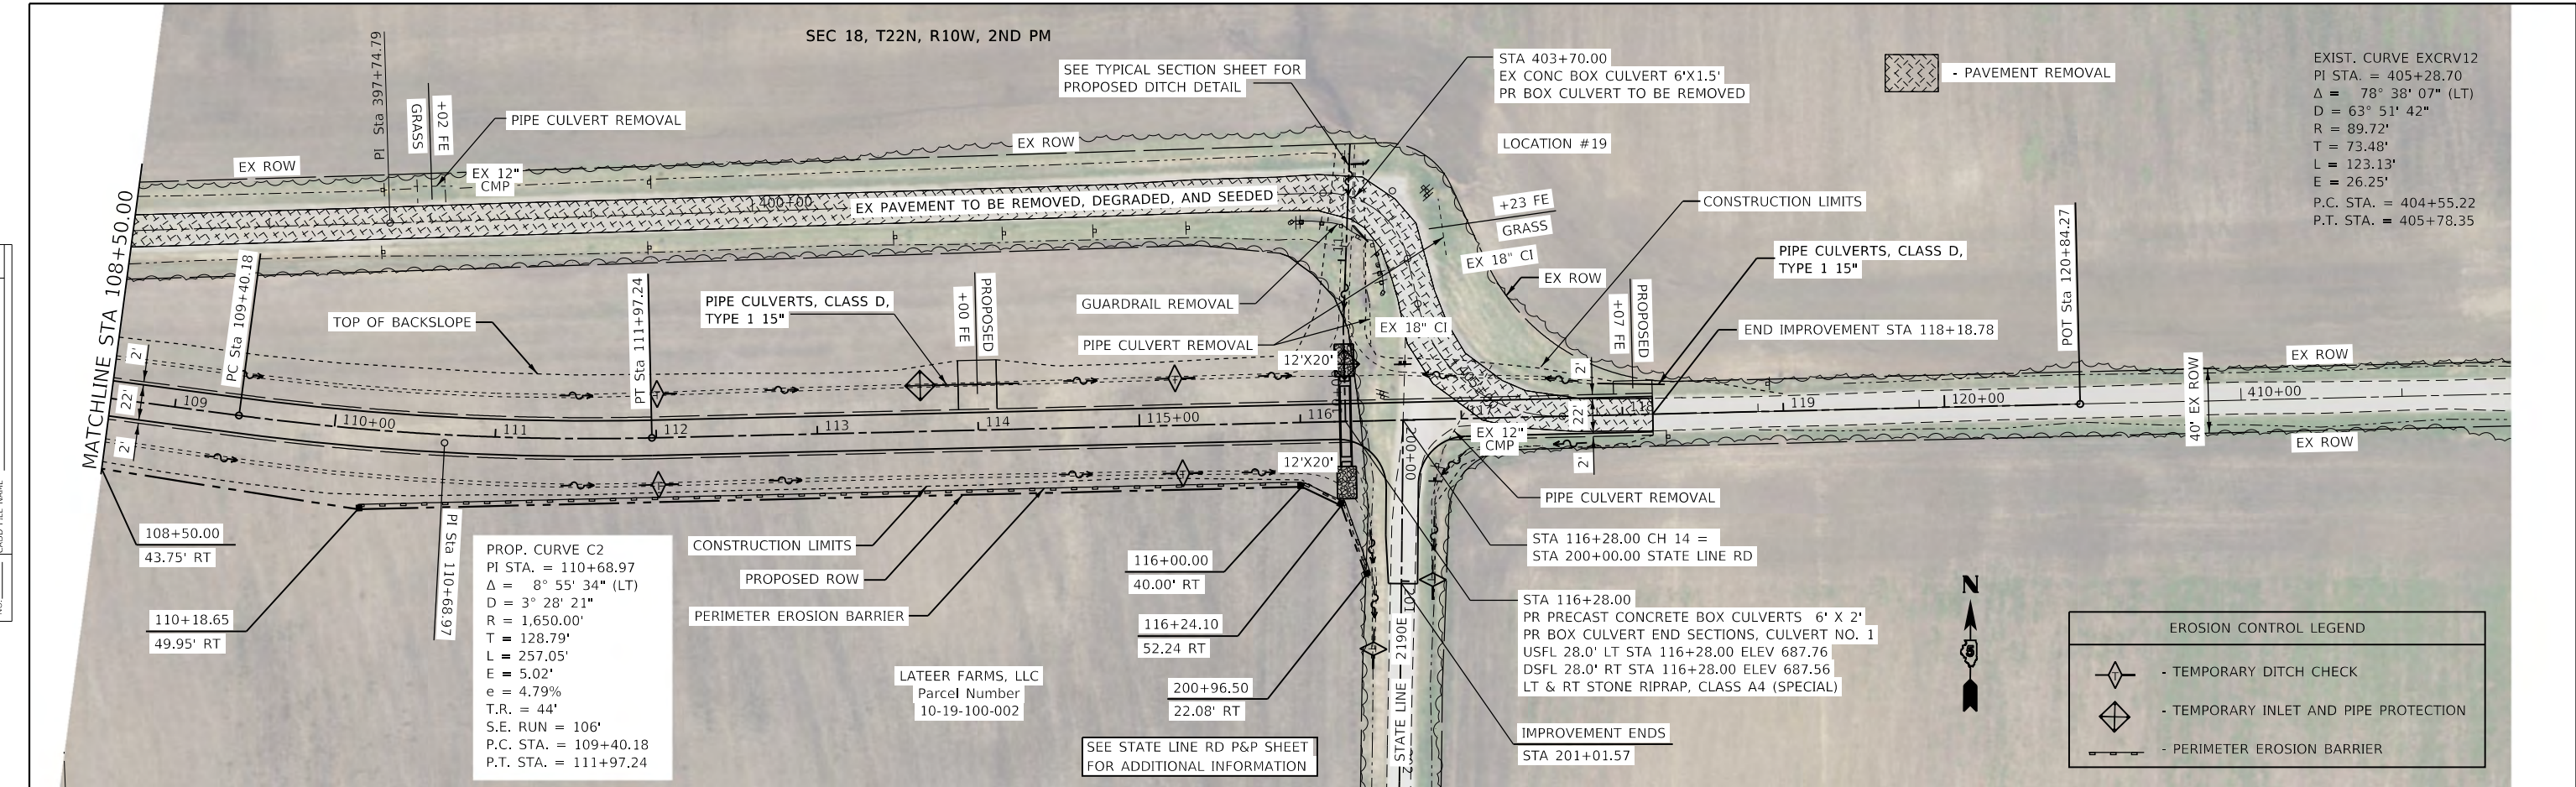 SEC 18, T22N, R10W, 2ND PM
PI Sta 397+74.79
GRASS
+02 FE
PIPE CULVERT REMOVAL
EX ROW
EX 12"
CMP
EX ROW
SEE TYPICAL SECTION SHEET FOR
PROPOSED DITCH DETAIL
STA 403+70.00
EX CONC BOX CULVERT 6'X1.5'
PR BOX CULVERT TO BE REMOVED
LOCATION #19
- PAVEMENT REMOVAL
EXIST. CURVE EXCRV12
PI STA. = 405+28.70
Δ = 78° 38' 07" (LT)
D = 63° 51' 42"
R = 89.72'
T = 73.48'
L = 123.13'
E = 26.25'
P.C. STA. = 404+55.22
P.T. STA. = 405+78.35
400+00
EX PAVEMENT TO BE REMOVED, DEGRADED, AND SEEDED
+23 FE
GRASS
EX 18" CI
EX ROW
CONSTRUCTION LIMITS
PIPE CULVERTS, CLASS D,
TYPE 1 15"
POT Sta 120+84.27
MATCHLINE STA 108+50.00
PC Sta 109+40.18
TOP OF BACKSLOPE
PT Sta 111+97.24
PIPE CULVERTS, CLASS D,
TYPE 1 15"
+00 FE
PROPOSED
GUARDRAIL REMOVAL
PIPE CULVERT REMOVAL
EX 18" CI
+07 FE
PROPOSED
END IMPROVEMENT STA 118+18.78
EX ROW
2'
22'
2'
12'X20'
2'
22'
2'
40' EX ROW
109
110+00
111
112
113
114
115+00
116
118
119
120+00
410+00
EX ROW
12'X20'
EX 12"
CMP
200+00
PIPE CULVERT REMOVAL
108+50.00
43.75' RT
110+18.65
49.95' RT
PI Sta 110+68.97
PROP. CURVE C2
PI STA. = 110+68.97
Δ = 8° 55' 34" (LT)
D = 3° 28' 21"
R = 1,650.00'
T = 128.79'
L = 257.05'
E = 5.02'
e = 4.79%
T.R. = 44'
S.E. RUN = 106'
P.C. STA. = 109+40.18
P.T. STA. = 111+97.24
CONSTRUCTION LIMITS
PROPOSED ROW
PERIMETER EROSION BARRIER
LATEER FARMS, LLC
Parcel Number
10-19-100-002
116+00.00
40.00' RT
116+24.10
52.24 RT
200+96.50
22.08' RT
SEE STATE LINE RD P&P SHEET
FOR ADDITIONAL INFORMATION
STATE LINE 2190E
201
STA 116+28.00 CH 14 =
STA 200+00.00 STATE LINE RD
STA 116+28.00
PR PRECAST CONCRETE BOX CULVERTS 6' X 2'
PR BOX CULVERT END SECTIONS, CULVERT NO. 1
USFL 28.0' LT STA 116+28.00 ELEV 687.76
DSFL 28.0' RT STA 116+28.00 ELEV 687.56
LT & RT STONE RIPRAP, CLASS A4 (SPECIAL)
IMPROVEMENT ENDS
STA 201+01.57
N
5
EROSION CONTROL LEGEND
T
- TEMPORARY DITCH CHECK
- TEMPORARY INLET AND PIPE PROTECTION
- PERIMETER EROSION BARRIER